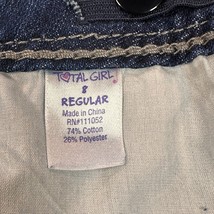 TOTAL GIRL
8
REGULAR
Made in China
RN#111052
74% Cotton
26% Polyester